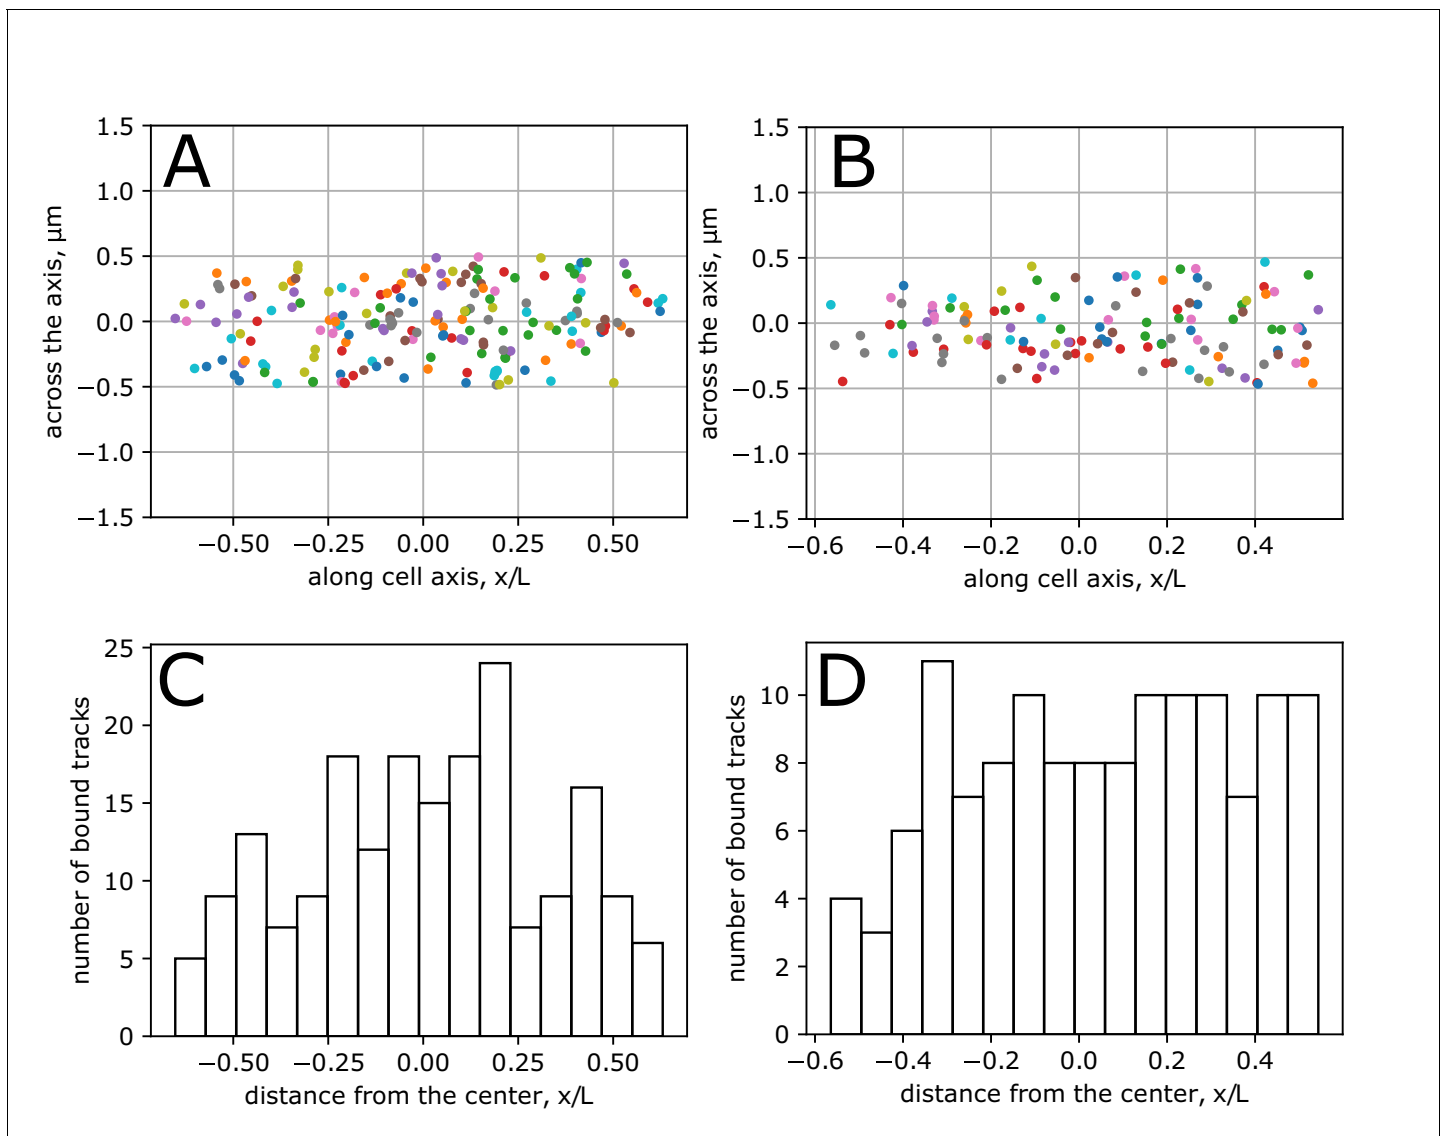 A
1.5
1.0
0.5
0.0
−0.5
−1.0
−1.5
across the axis, μm
−0.50 −0.25 0.00 0.25 0.50
along cell axis, x/L
B
1.5
1.0
0.5
0.0
−0.5
−1.0
−1.5
across the axis, μm
−0.6 −0.4 −0.2 0.0 0.2 0.4
along cell axis, x/L
C
25
20
15
10
5
0
number of bound tracks
−0.50 −0.25 0.00 0.25 0.50
distance from the center, x/L
D
10
8
6
4
2
0
number of bound tracks
−0.6 −0.4 −0.2 0.0 0.2 0.4
distance from the center, x/L